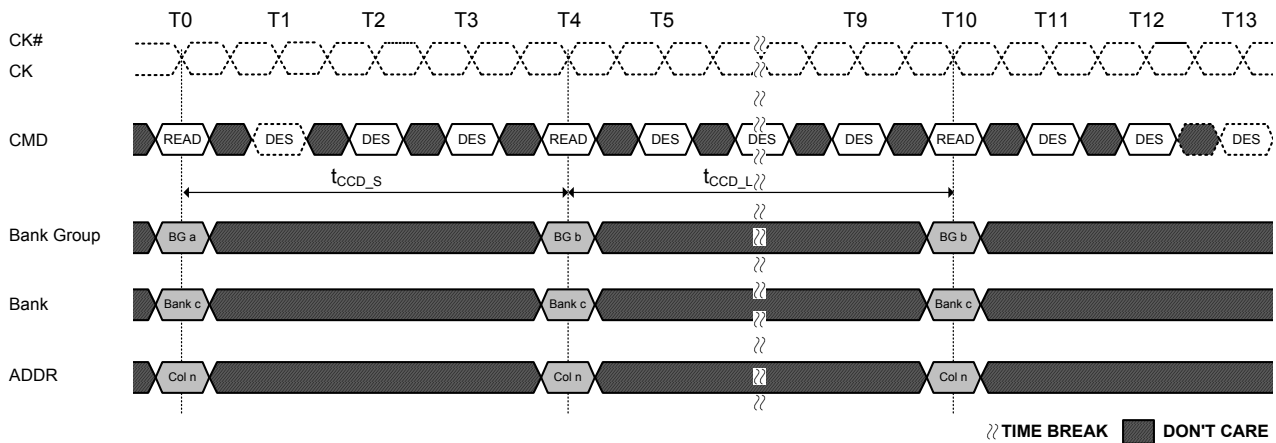 T0 T1 T2 T3 T4 T5 T9 T10 T11 T12 T13
CK#
CK
CMD READ DES DES DES READ DES DES DES READ DES DES DES
tCCD_S tCCD_L
Bank Group BG a BG b BG b
Bank Bank c Bank c Bank c
ADDR Col n Col n Col n
TIME BREAK DON'T CARE